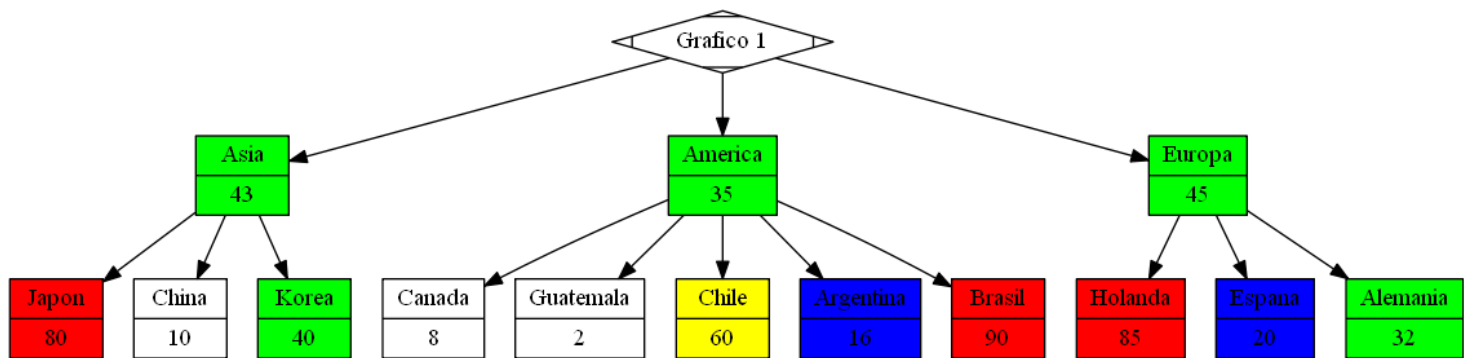 Grafico 1
Asia
43
America
35
Europa
45
Japon
80
China
10
Korea
40
Canada
8
Guatemala
2
Chile
60
Argentina
16
Brasil
90
Holanda
85
Espana
20
Alemania
32